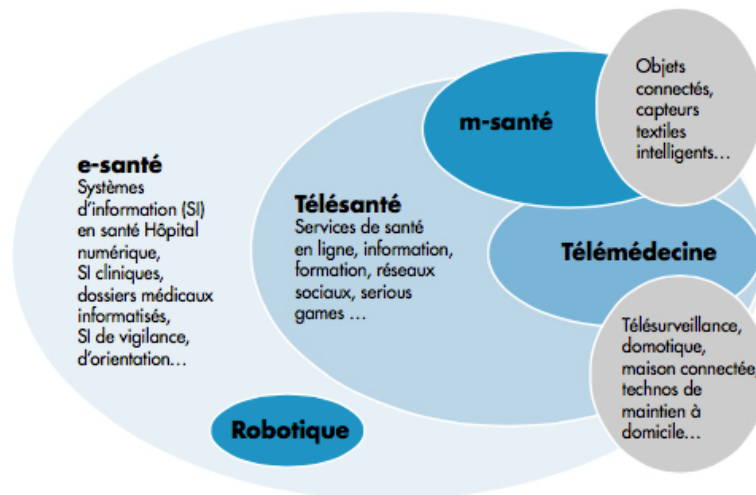 e-santé
Systèmes
d'information (SI)
en santé Hôpital
numérique,
SI cliniques,
dossiers médicaux
informatisés,
SI de vigilance,
d'orientation...
Télésanté
Services de santé
en ligne, information,
formation, réseaux
sociaux, serious
games ...
m-santé
Objets
connectés,
capteurs
textiles
intelligents...
Télémédecine
Télésurveillance,
domotique,
maison connectée,
technos de
maintien à
domicile...
Robotique